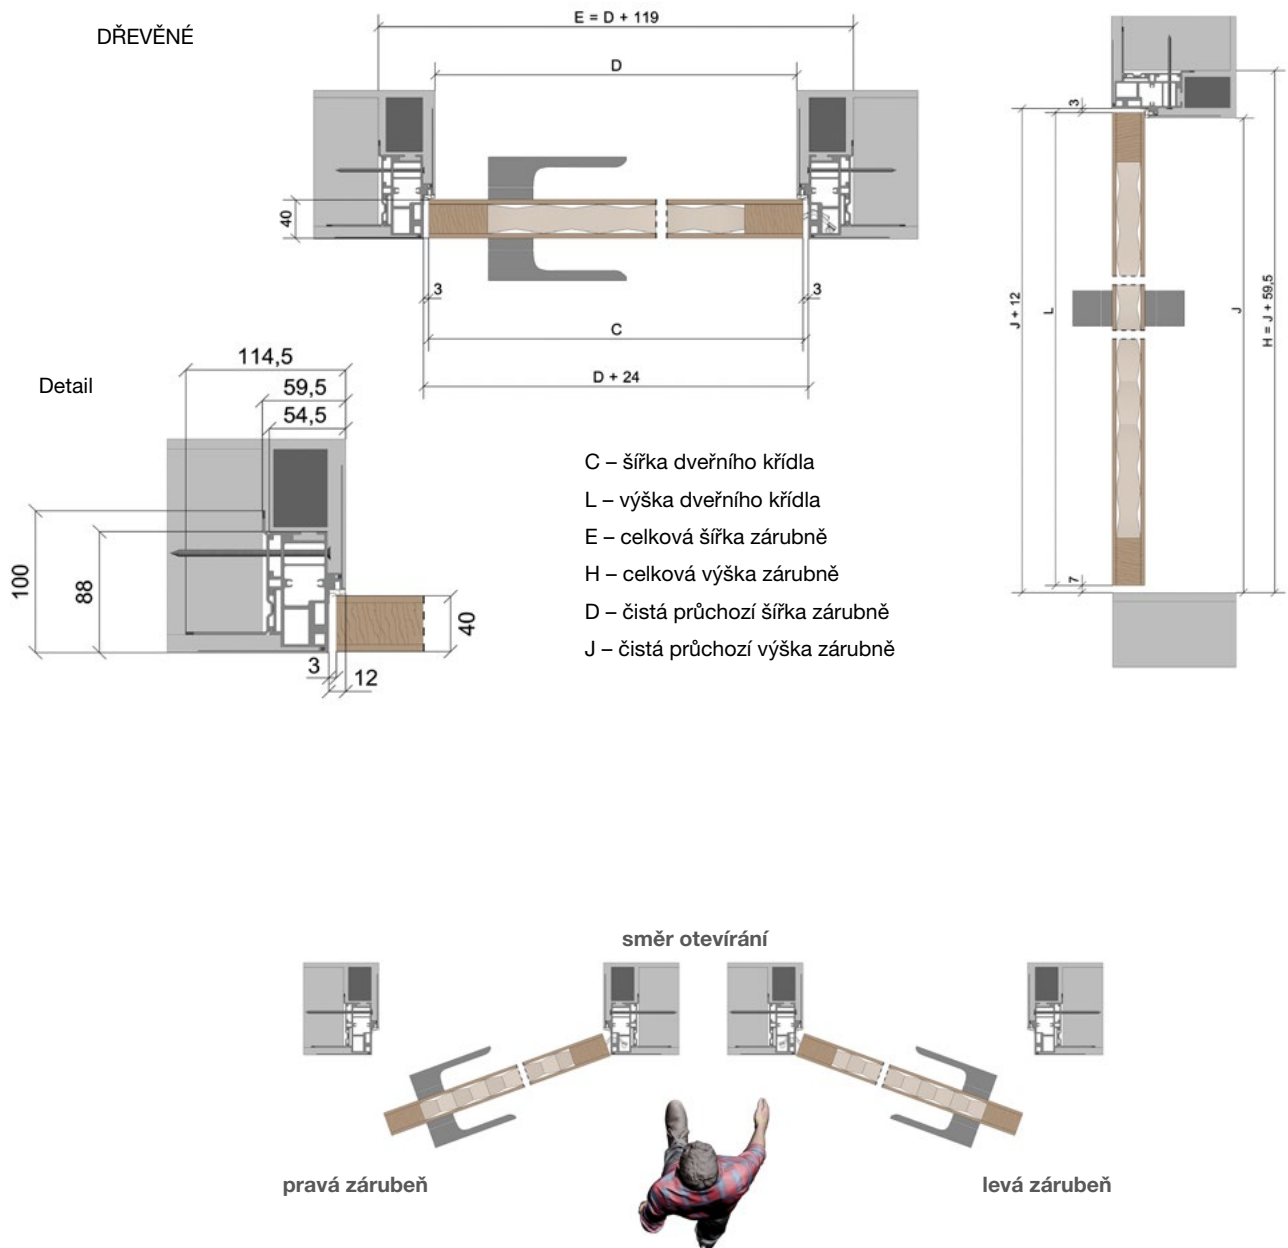 DŘEVĚNÉ
E = D + 119
D
40
3
3
C
D + 24
3
J + 12
L
J
H = J + 59,5
7
Detail
114,5
59,5
54,5
100
88
40
3
12
C – šířka dveřního křídla
L – výška dveřního křídla
E – celková šířka zárubně
H – celková výška zárubně
D – čistá průchozí šířka zárubně
J – čistá průchozí výška zárubně
směr otevírání
pravá zárubeň
levá zárubeň